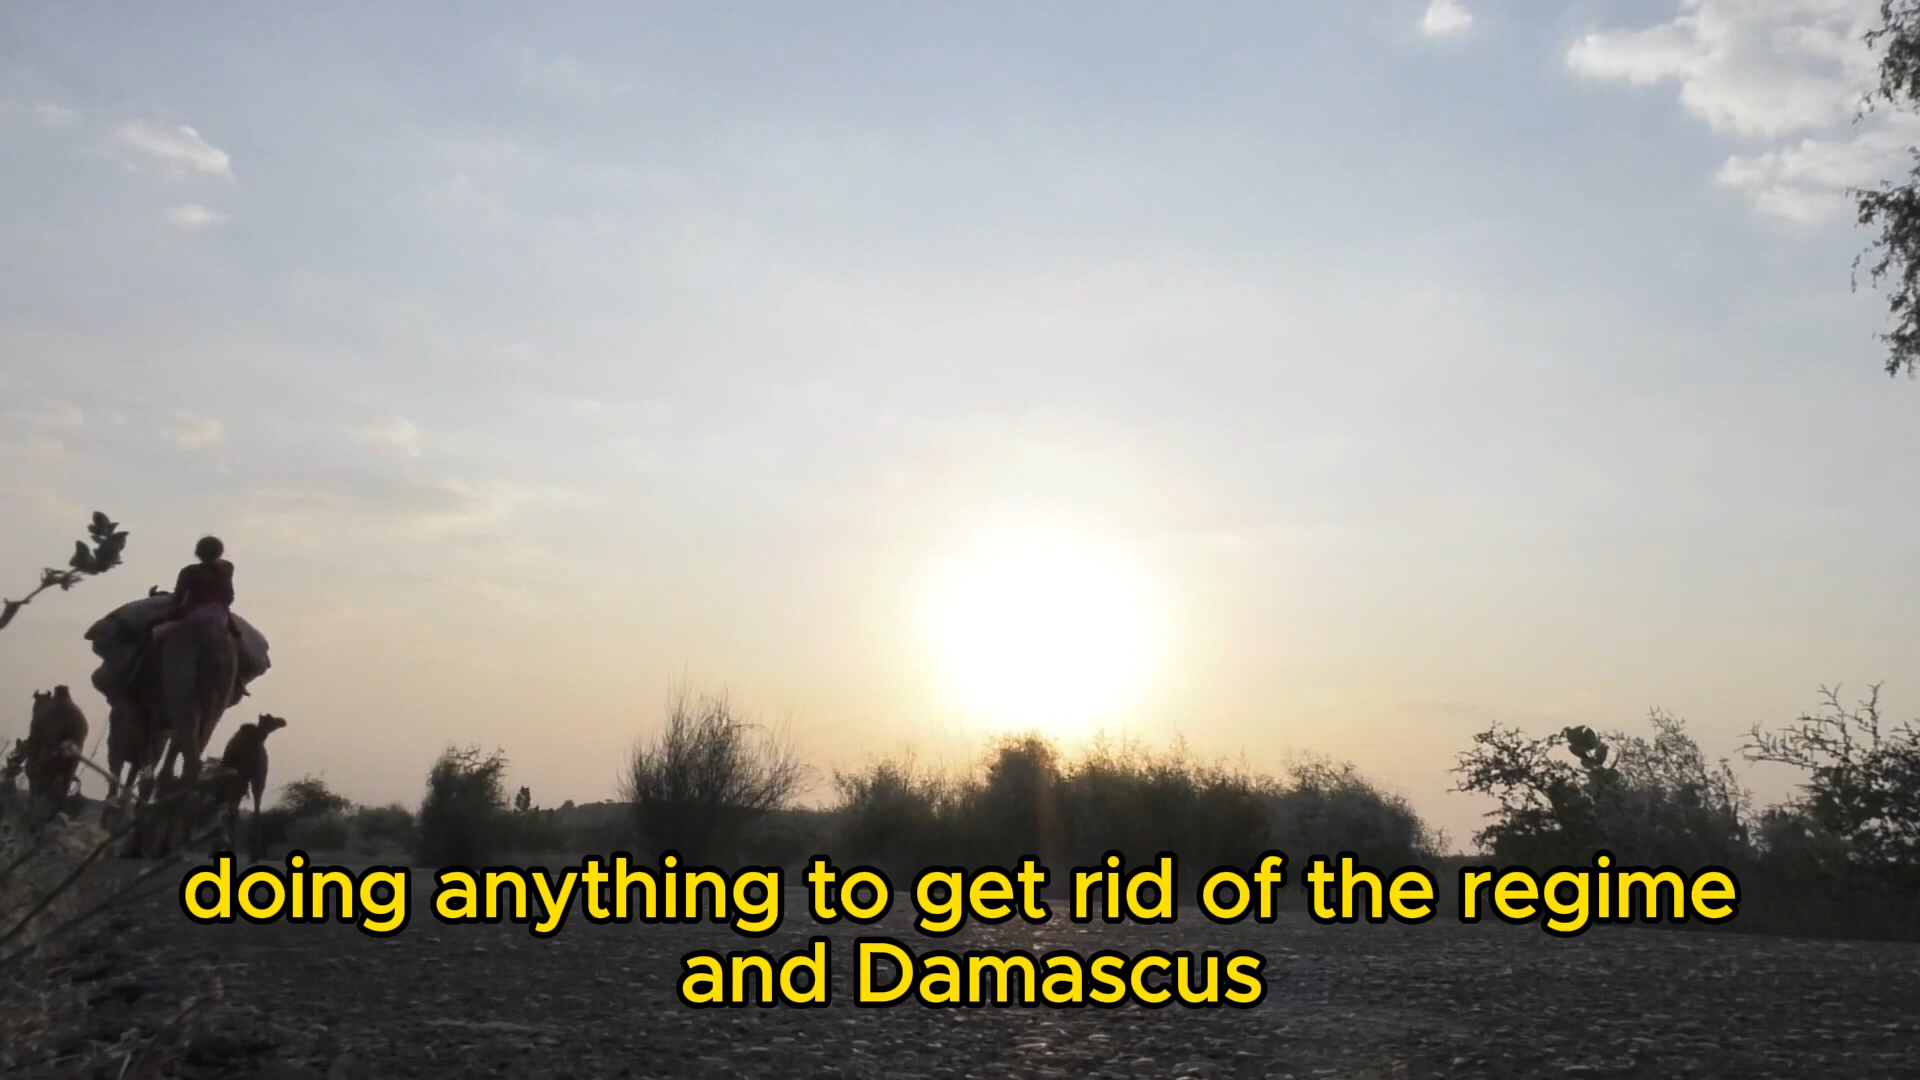 doing anything to get rid of the regime
and Damascus